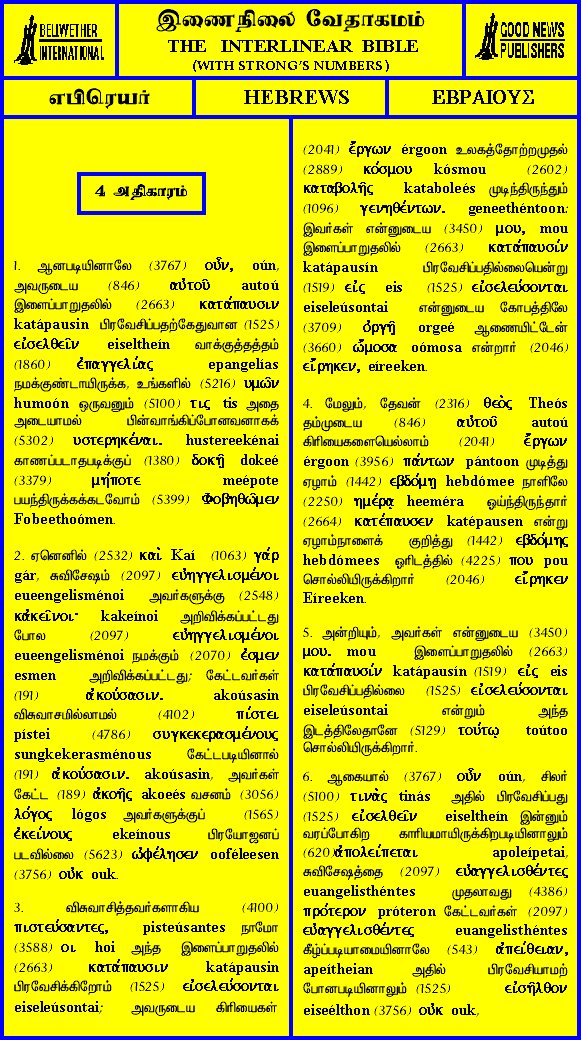 BELLWETHER
INTERNATIONAL
இணைநிலை வேதாகமம்
THE INTERLINEAR BIBLE
(WITH STRONG'S NUMBERS)
GOOD NEWS
PUBLISHERS
எபிரெயர்
HEBREWS
ΕΒΡΑΙΟΥΣ
4 அதிகாரம்
1. ஆனபடியினாலே (3767) οὖν, oún,
அவருடைய (846) αὐτοῦ autoú
இளைப்பாறுதலில் (2663) κατάπαυσιν
katápausin பிரவேசிப்பதற்கேதுவான (1525)
εἰσελθεῖν eiselthein வாக்குத்தத்தம்
(1860) ἐπαγγελίας epangelias
நமக்குண்டாயிருக்க, உங்களில் (5216) υμῶν
humoón ஒருவனும் (5100) τις tis அதை
அடையாமல் பின்வாங்கிப்போனவனாகக்
(5302) υστερηκέναι. hustereekénai
காணப்படாதபடிக்குப் (1380) δοκῇ dokeé
(3379) μήποτε meépote
பயந்திருக்கக்கடவோம் (5399) Φοβηθῶμεν
Fobeethoómen.
2. ஏனெனில் (2532) καὶ Kaí (1063) γάρ
gár, சுவிசேஷம் (2097) εὐηγγελισμένοι
eueengelisménoi அவர்களுக்கு (2548)
κἀκεῖνοι· kakeínoi அறிவிக்கப்பட்டது
போல (2097) εὐηγγελισμένοι
eueengelisménoi நமக்கும் (2070) ἐσμεν
esmen அறிவிக்கப்பட்டது; கேட்டவர்கள்
(191) ἀκούσασιν. akoúsasin
விசுவாசமில்லாமல் (4102) πίστει
pístei (4786) συγκεκερασμένους
sungkekerasménous கேட்டபடியினால்
(191) ἀκούσασιν. akoúsasin, அவர்கள்
கேட்ட (189) ἀκοῆς akoeés வசனம் (3056)
λόγος lógos அவர்களுக்குப் (1565)
ἐκείνους ekeínous பிரயோஜனப்
படவில்லை (5623) ὠφέλησεν ooféleesen
(3756) οὐκ ouk.
3. விசுவாசித்தவர்களாகிய (4100)
πιστεύσαντες, pisteúsantes நாமோ
(3588) οι hoi அந்த இளைப்பாறுதலில்
(2663) κατάπαυσιν katápausin
பிரவேசிக்கிறோம் (1525) εἰσελεύσονται
eiseleúsontai; அவருடைய கிரியைகள்
(2041) ἔργων érgoon உலகத்தோற்றமுதல்
(2889) κόσμου kósmou (2602)
καταβολῆς kataboleés முடிந்திருந்தும்
(1096) γενηθέντων. geneethéntoon;
இவர்கள் என்னுடைய (3450) μου, mou
இளைப்பாறுதலில் (2663) κατάπαυσίν
katápausín பிரவேசிப்பதில்லையென்று
(1519) εἰς eis (1525) εἰσελεύσονται
eiseleúsontai என்னுடைய கோபத்திலே
(3709) ὀργῇ orgeé ஆணையிட்டேன்
(3660) ὤμοσα oómosa என்றார் (2046)
εἴρηκεν, eíreeken.
4. மேலும், தேவன் (2316) θεὸς Theós
தம்முடைய (846) αὐτοῦ autoú
கிரியைகளையெல்லாம் (2041) ἔργων
érgoon (3956) πάντων pántoon முடித்து
ஏழாம் (1442) εβδόμῃ hebdómee நாளிலே
(2250) ημέρᾳ heeméra ஓய்ந்திருந்தார்
(2664) κατέπαυσεν katépausen என்று
ஏழாம்நாளைக் குறித்து (1442) εβδόμης
hebdómees ஓரிடத்தில் (4225) που pou
சொல்லியிருக்கிறார் (2046) εἴρηκεν
Eíreeken.
5. அன்றியும், அவர்கள் என்னுடைய (3450)
μου. mou இளைப்பாறுதலில் (2663)
κατάπαυσίν katápausín (1519) εἰς eis
பிரவேசிப்பதில்லை (1525) εἰσελεύσονται
eiseleúsontai என்றும் அந்த
இடத்திலேதானே (5129) τούτῳ toútoo
சொல்லியிருக்கிறார்.
6. ஆகையால் (3767) οὖν oún, சிலர்
(5100) τινὰς tinás அதில் பிரவேசிப்பது
(1525) εἰσελθεῖν eiseltheín இன்னும்
வரப்போகிற காரியமாயிருக்கிறபடியினாலும்
(620)ἀπολείπεται apoleípetai,
சுவிசேஷத்தை (2097) εὐαγγελισθέντες
euangelisthéntes முதலாவது (4386)
πρότερον próteron கேட்டவர்கள் (2097)
εὐαγγελισθέντες euangelisthéntes
கீழ்ப்படியாமையினாலே (543) ἀπείθειαν,
apeítheian அதில் பிரவேசியாமற்
போனபடியினாலும் (1525) εἰσῆλθον
eiseélthon (3756) οὐκ ouk,